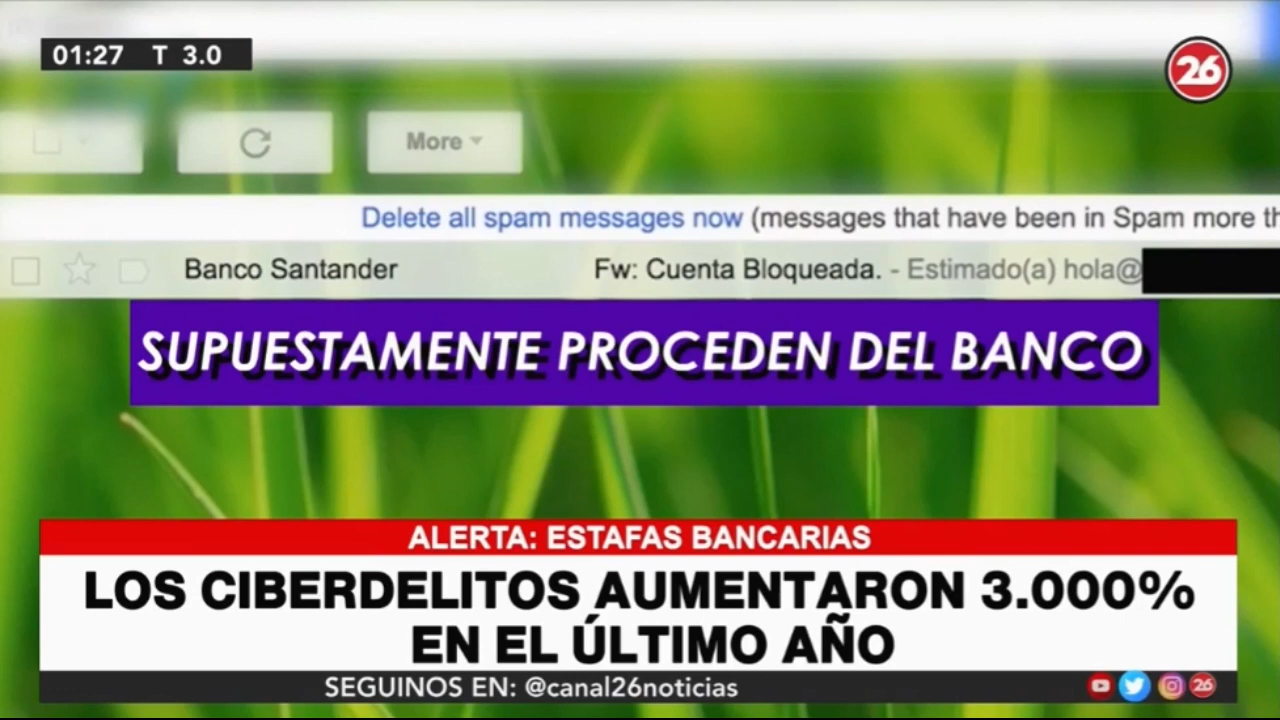 01:27 T 3.0
26
More
Delete all spam messages now (messages that have been in Spam more th
Banco Santander Fw: Cuenta Bloqueada. - Estimado(a) hola@
SUPUESTAMENTE PROCEDEN DEL BANCO
ALERTA: ESTAFAS BANCARIAS
LOS CIBERDELITOS AUMENTARON 3.000%
EN EL ÚLTIMO AÑO
SEGUINOS EN: @canal26noticias
26